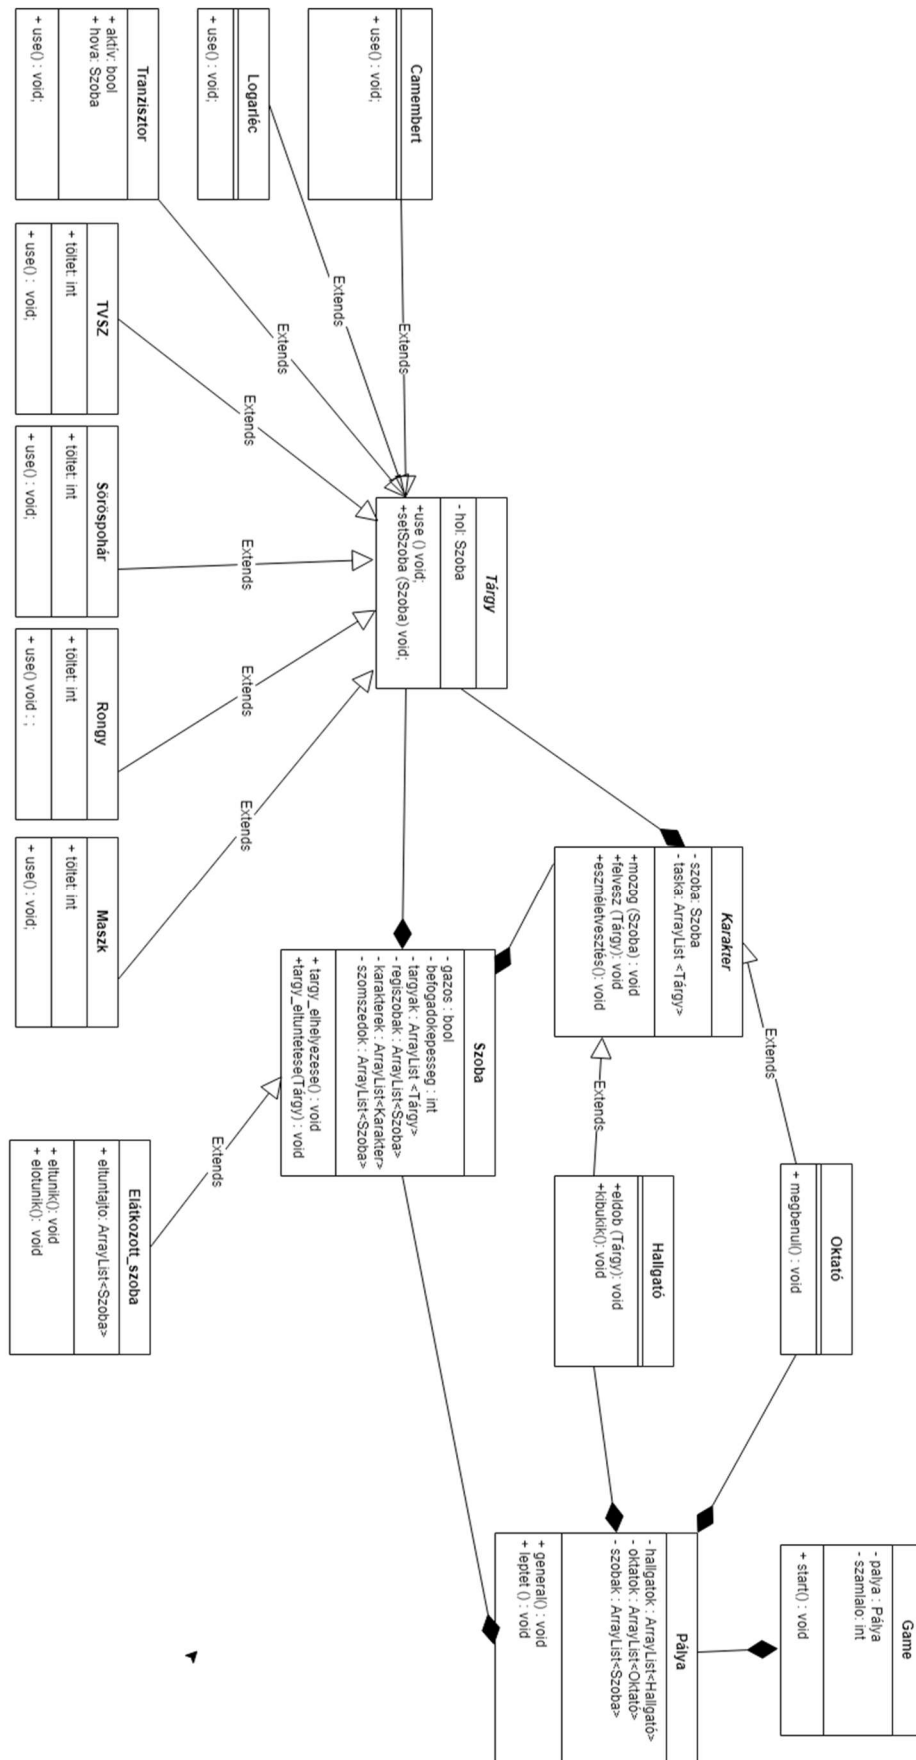 Game
- palya : Pálya
- szamlalo: int
+ start() : void
Oktató
+ megbenul() : void
Pálya
- hallgatok : ArrayList<Hallgató>
- oktatok : ArrayList<Oktató>
- szobak : ArrayList<Szoba>
+ general() : void
+ leptet () : void
Extends
Karakter
- szoba: Szoba
- taska: ArrayList <Tárgy>
+mozog (Szoba) : void
+felvesz (Tárgy): void
+eszméletvesztés(): void
Extends
Hallgató
+eldob (Tárgy): void
+kibukik(): void
Tárgy
- hol: Szoba
+use () void;
+setSzoba (Szoba) void;
Szoba
- gazos : bool
- befogadokepesseg : int
- targyak : ArrayList <Tárgy>
- regiszobak : ArrayList<Szoba>
- karakterek : ArrayList<Karakter>
- szomszedok : ArrayList<Szoba>
+ targy_elhelyezese() : void
+targy_eltuntetese(Tárgy) : void
Camembert
+ use() : void;
Extends
Logarléc
+ use() : void;
Extends
Tranzisztor
+ aktív: bool
+ hova: Szoba
+ use() : void;
Extends
Extends
Extends
Extends
Extends
Extends
TVSZ
+ töltet: int
+ use() : void;
Söröspohár
+ töltet: int
+ use() : void;
Rongy
+ töltet: int
+ use() void : ;
Maszk
+ töltet: int
+ use() : void;
Elátkozott_szoba
+ eltuntajto: ArrayList<Szoba>
+ eltunik(): void
+ elotunik(): void